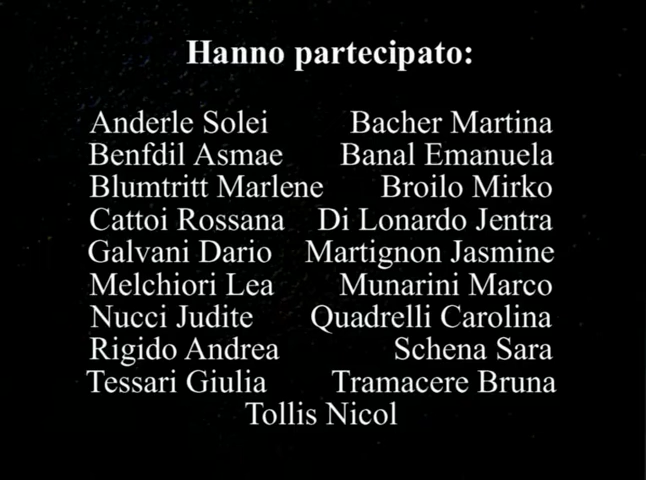 Hanno partecipato:
Anderle Solei Bacher Martina
Benfdil Asmae Banal Emanuela
Blumtritt Marlene Broilo Mirko
Cattoi Rossana Di Lonardo Jentra
Galvani Dario Martignon Jasmine
Melchiori Lea Munarini Marco
Nucci Judite Quadrelli Carolina
Rigido Andrea Schena Sara
Tessari Giulia Tramacere Bruna
Tollis Nicol